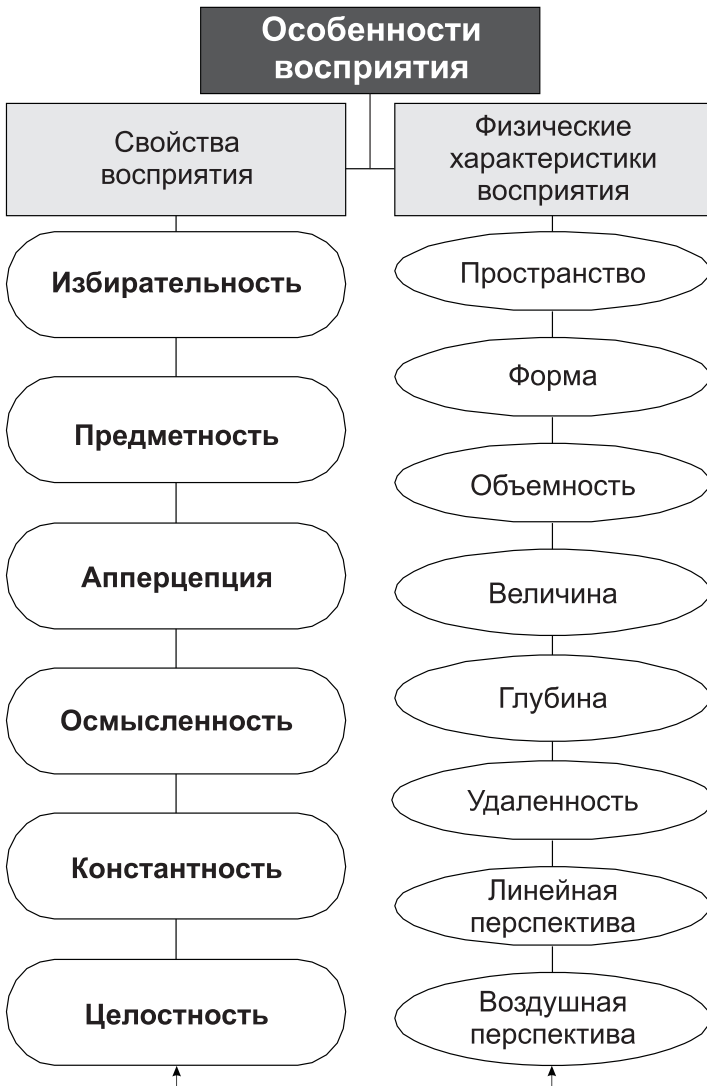 Особенности
восприятия
Свойства
восприятия
Избирательность
Предметность
Апперцепция
Осмысленность
Константность
Целостность
Физические
характеристики
восприятия
Пространство
Форма
Объемность
Величина
Глубина
Удаленность
Линейная
перспектива
Воздушная
перспектива